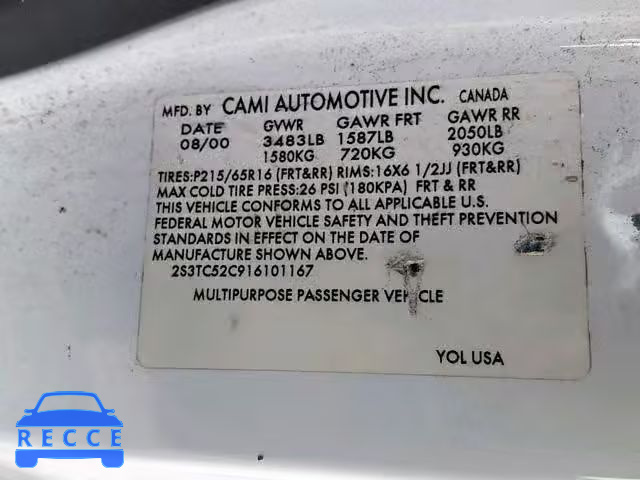 MFD. BY CAMI AUTOMOTIVE INC. CANADA
DATE GVWR GAWR FRT GAWR RR
08/00 3483LB 1587LB 2050LB
1580KG 720KG 930KG
TIRES:P215/65R16 (FRT&RR) RIMS:16X6 1/2JJ (FRT&RR)
MAX COLD TIRE PRESS:26 PSI (180KPA) FRT & RR
THIS VEHICLE CONFORMS TO ALL APPLICABLE U.S.
FEDERAL MOTOR VEHICLE SAFETY AND THEFT PREVENTION
STANDARDS IN EFFECT ON THE DATE OF
MANUFACTURE SHOWN ABOVE.
2S3TC52C916101167
MULTIPURPOSE PASSENGER VEHICLE
YOL USA
RECCE